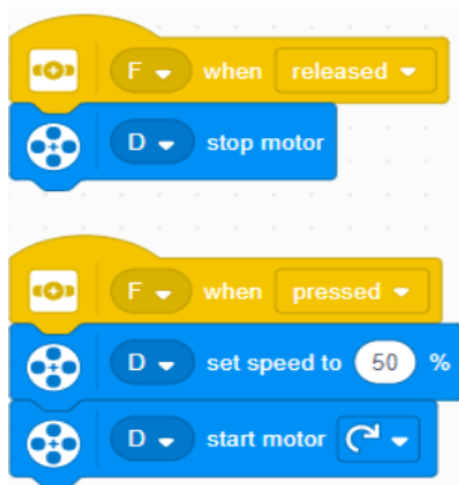 F when released
D stop motor
F when pressed
D set speed to 50 %
D start motor